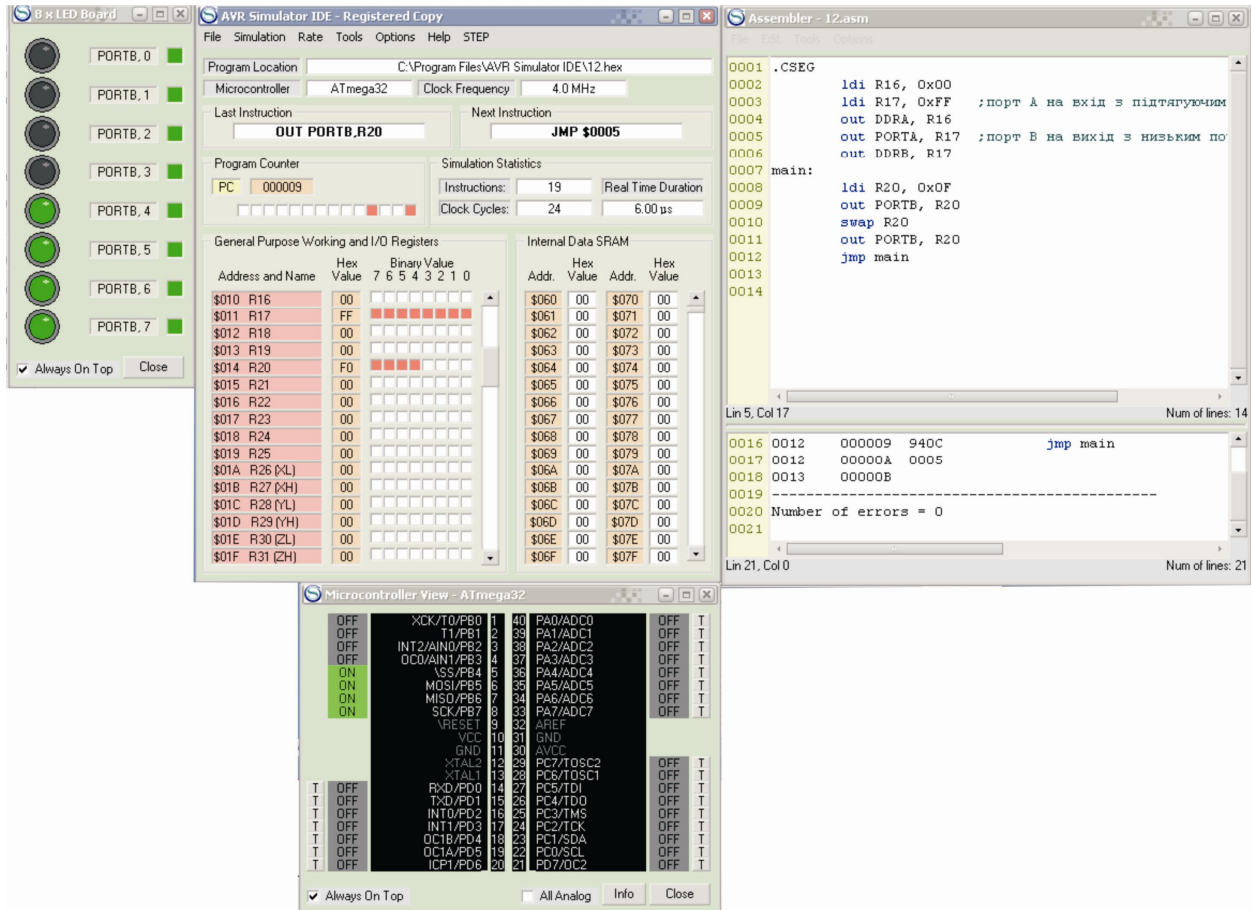 8 x LED Board
PORTB, 0
PORTB, 1
PORTB, 2
PORTB, 3
PORTB, 4
PORTB, 5
PORTB, 6
PORTB, 7
Always On Top Close
AVR Simulator IDE - Registered Copy
File Simulation Rate Tools Options Help STEP
Program Location C:\Program Files\AVR Simulator IDE\12.hex
Microcontroller ATmega32 Clock Frequency 4.0 MHz
Last Instruction Next Instruction
OUT PORTB,R20 JMP $0005
Program Counter Simulation Statistics
PC 000009 Instructions: 19 Real Time Duration
Clock Cycles: 24 6.00 µs
General Purpose Working and I/O Registers Internal Data SRAM
Hex Binary Value Hex Hex
Address and Name Value 7 6 5 4 3 2 1 0 Addr. Value Addr. Value
$010 R16 00 $060 00 $070 00
$011 R17 FF $061 00 $071 00
$012 R18 00 $062 00 $072 00
$013 R19 00 $063 00 $073 00
$014 R20 F0 $064 00 $074 00
$015 R21 00 $065 00 $075 00
$016 R22 00 $066 00 $076 00
$017 R23 00 $067 00 $077 00
$018 R24 00 $068 00 $078 00
$019 R25 00 $069 00 $079 00
$01A R26 (XL) 00 $06A 00 $07A 00
$01B R27 (XH) 00 $06B 00 $07B 00
$01C R28 (YL) 00 $06C 00 $07C 00
$01D R29 (YH) 00 $06D 00 $07D 00
$01E R30 (ZL) 00 $06E 00 $07E 00
$01F R31 (ZH) 00 $06F 00 $07F 00
Assembler - 12.asm
File Edit Tools Options
0001 .CSEG
0002 ldi R16, 0x00
0003 ldi R17, 0xFF ;порт A на вхід з підтягуючим
0004 out DDRA, R16
0005 out PORTA, R17 ;порт B на вихід з низьким по
0006 out DDRB, R17
0007 main:
0008 ldi R20, 0x0F
0009 out PORTB, R20
0010 swap R20
0011 out PORTB, R20
0012 jmp main
0013
0014
Lin 5, Col 17 Num of lines: 14
0016 0012 000009 940C jmp main
0017 0012 00000A 0005
0018 0013 00000B
0019 ---------------------------------------------
0020 Number of errors = 0
0021
Lin 21, Col 0 Num of lines: 21
Microcontroller View - ATmega32
OFF XCK/T0/PB0 1 40 PA0/ADC0 OFF T
OFF T1/PB1 2 39 PA1/ADC1 OFF T
OFF INT2/AIN0/PB2 3 38 PA2/ADC2 OFF T
OFF OC0/AIN1/PB3 4 37 PA3/ADC3 OFF T
ON \SS/PB4 5 36 PA4/ADC4 OFF T
ON MOSI/PB5 6 35 PA5/ADC5 OFF T
ON MISO/PB6 7 34 PA6/ADC6 OFF T
ON SCK/PB7 8 33 PA7/ADC7 OFF T
\RESET 9 32 AREF
VCC 10 31 GND
GND 11 30 AVCC
XTAL2 12 29 PC7/TOSC2 OFF T
XTAL1 13 28 PC6/TOSC1 OFF T
T OFF RXD/PD0 14 27 PC5/TDI OFF T
T OFF TXD/PD1 15 26 PC4/TDO OFF T
T OFF INT0/PD2 16 25 PC3/TMS OFF T
T OFF INT1/PD3 17 24 PC2/TCK OFF T
T OFF OC1B/PD4 18 23 PC1/SDA OFF T
T OFF OC1A/PD5 19 22 PC0/SCL OFF T
T OFF ICP1/PD6 20 21 PD7/OC2 OFF T
Always On Top All Analog Info Close